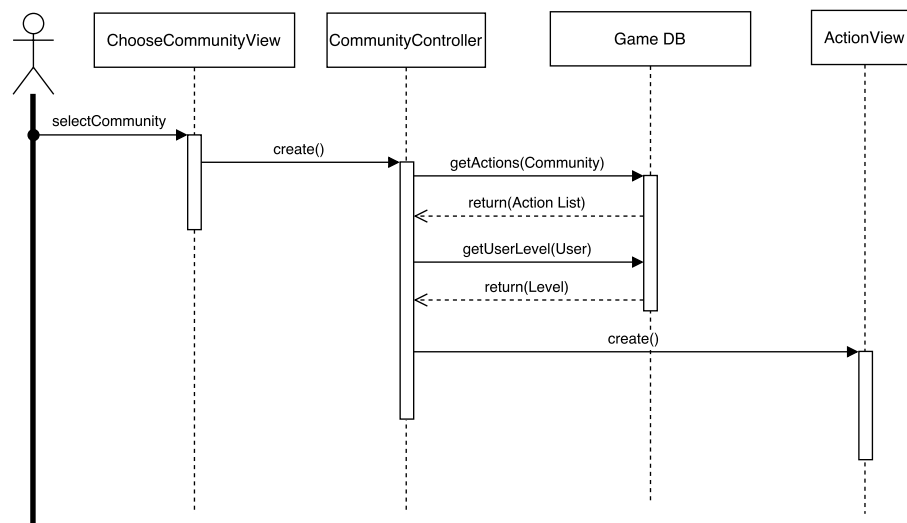 ChooseCommunityView
CommunityController
Game DB
ActionView
selectCommunity
create()
getActions(Community)
return(Action List)
getUserLevel(User)
return(Level)
create()